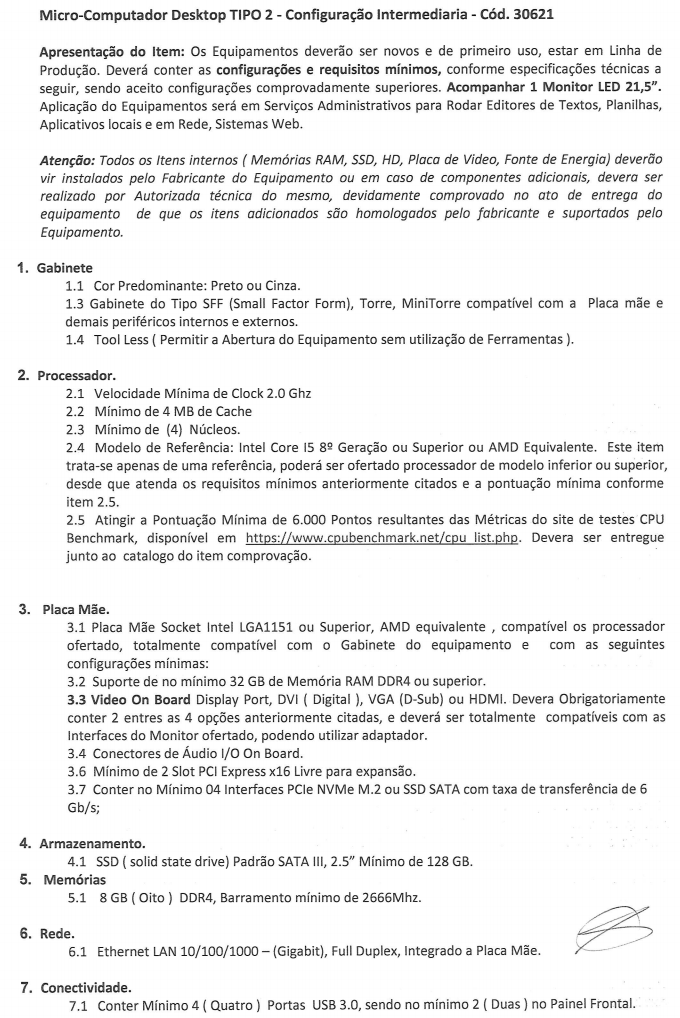 Micro-Computador Desktop TIPO 2 - Configuração Intermediaria - Cód. 30621
Apresentação do Item: Os Equipamentos deverão ser novos e de primeiro uso, estar em Linha de
Produção. Deverá conter as configurações e requisitos mínimos, conforme especificações técnicas a
seguir, sendo aceito configurações comprovadamente superiores. Acompanhar 1 Monitor LED 21,5”.
Aplicação do Equipamentos será em Serviços Administrativos para Rodar Editores de Textos, Planilhas,
Aplicativos locais e em Rede, Sistemas Web.
Atenção: Todos os Itens internos ( Memórias RAM, SSD, HD, Placa de Video, Fonte de Energia) deverão
vir instalados pelo Fabricante do Equipamento ou em caso de componentes adicionais, devera ser
realizado por Autorizada técnica do mesmo, devidamente comprovado no ato de entrega do
equipamento de que os itens adicionados são homologados pelo fabricante e suportados pelo
Equipamento.
1. Gabinete
1.1 Cor Predominante: Preto ou Cinza.
1.3 Gabinete do Tipo SFF (Small Factor Form), Torre, MiniTorre compatível com a Placa mãe e
demais periféricos internos e externos.
1.4 Tool Less ( Permitir a Abertura do Equipamento sem utilização de Ferramentas ).
2. Processador.
2.1 Velocidade Mínima de Clock 2.0 Ghz
2.2 Mínimo de 4 MB de Cache
2.3 Mínimo de (4) Núcleos.
2.4 Modelo de Referência: Intel Core I5 8º Geração ou Superior ou AMD Equivalente. Este item
trata-se apenas de uma referência, poderá ser ofertado processador de modelo inferior ou superior,
desde que atenda os requisitos mínimos anteriormente citados e a pontuação mínima conforme
item 2.5.
2.5 Atingir a Pontuação Mínima de 6.000 Pontos resultantes das Métricas do site de testes CPU
Benchmark, disponível em https://www.cpubenchmark.net/cpu_list.php. Devera ser entregue
junto ao catalogo do item comprovação.
3. Placa Mãe.
3.1 Placa Mãe Socket Intel LGA1151 ou Superior, AMD equivalente , compatível os processador
ofertado, totalmente compatível com o Gabinete do equipamento e com as seguintes
configurações mínimas:
3.2 Suporte de no mínimo 32 GB de Memória RAM DDR4 ou superior.
3.3 Video On Board Display Port, DVI ( Digital ), VGA (D-Sub) ou HDMI. Devera Obrigatoriamente
conter 2 entres as 4 opções anteriormente citadas, e deverá ser totalmente compatíveis com as
Interfaces do Monitor ofertado, podendo utilizar adaptador.
3.4 Conectores de Áudio I/O On Board.
3.6 Mínimo de 2 Slot PCI Express x16 Livre para expansão.
3.7 Conter no Mínimo 04 Interfaces PCIe NVMe M.2 ou SSD SATA com taxa de transferência de 6
Gb/s;
4. Armazenamento.
4.1 SSD ( solid state drive) Padrão SATA III, 2.5” Mínimo de 128 GB.
5. Memórias
5.1 8 GB ( Oito ) DDR4, Barramento mínimo de 2666Mhz.
6. Rede.
6.1 Ethernet LAN 10/100/1000 – (Gigabit), Full Duplex, Integrado a Placa Mãe.
7. Conectividade.
7.1 Conter Mínimo 4 ( Quatro ) Portas USB 3.0, sendo no mínimo 2 ( Duas ) no Painel Frontal.